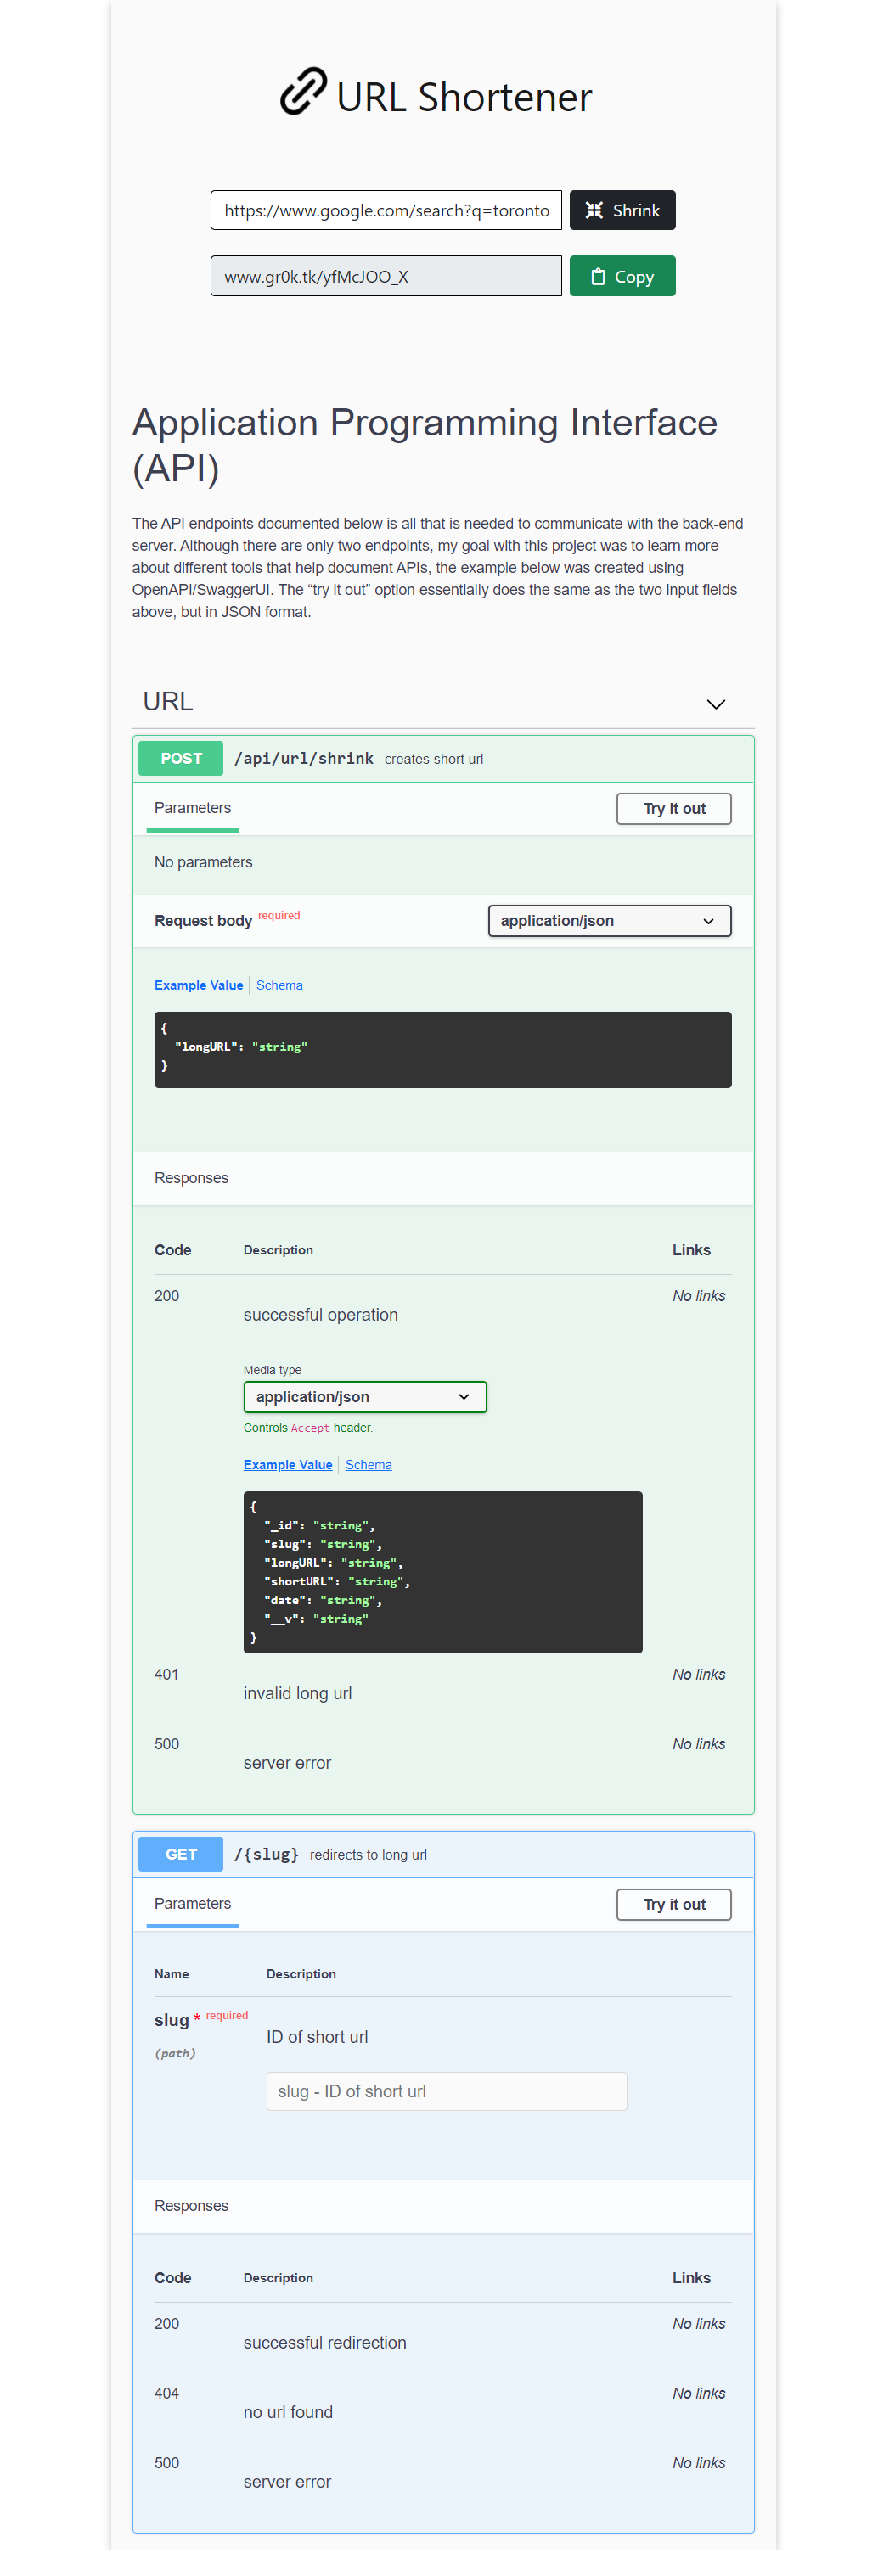 URL Shortener
https://www.google.com/search?q=toronto
Shrink
www.gr0k.tk/yfMcJOO_X
Copy
Application Programming Interface
(API)
The API endpoints documented below is all that is needed to communicate with the back-end
server. Although there are only two endpoints, my goal with this project was to learn more
about different tools that help document APIs, the example below was created using
OpenAPI/SwaggerUI. The “try it out” option essentially does the same as the two input fields
above, but in JSON format.
URL
POST /api/url/shrink creates short url
Parameters
Try it out
No parameters
Request body required
application/json
Example Value Schema
{
"longURL": "string"
}
Responses
Code Description Links
200 No links
successful operation
Media type
application/json
Controls Accept header.
Example Value Schema
{
"_id": "string",
"slug": "string",
"longURL": "string",
"shortURL": "string",
"date": "string",
"__v": "string"
}
401 No links
invalid long url
500 No links
server error
GET /{slug} redirects to long url
Parameters
Try it out
Name Description
slug * required
ID of short url
(path)
slug - ID of short url
Responses
Code Description Links
200 No links
successful redirection
404 No links
no url found
500 No links
server error